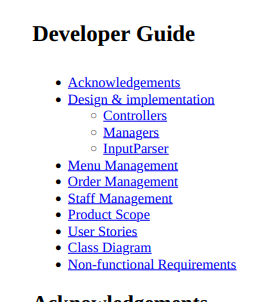 Developer Guide
Acknowledgements
Design & implementation
Controllers
Managers
InputParser
Menu Management
Order Management
Staff Management
Product Scope
User Stories
Class Diagram
Non-functional Requirements
Acknowledgements